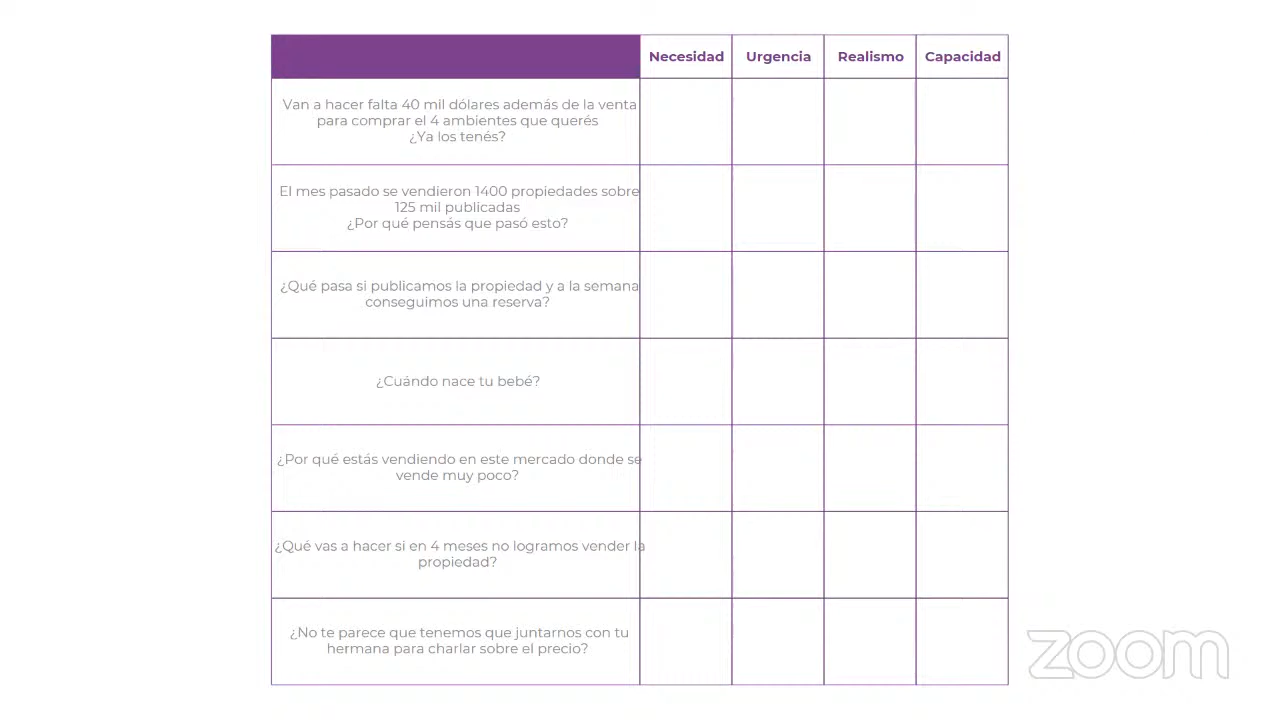 Necesidad Urgencia Realismo Capacidad
Van a hacer falta 40 mil dólares además de la venta
para comprar el 4 ambientes que querés
¿Ya los tenés?
El mes pasado se vendieron 1400 propiedades sobre
125 mil publicadas
¿Por qué pensás que pasó esto?
¿Qué pasa si publicamos la propiedad y a la semana
conseguimos una reserva?
¿Cuándo nace tu bebé?
¿Por qué estás vendiendo en este mercado donde se
vende muy poco?
¿Qué vas a hacer si en 4 meses no logramos vender la
propiedad?
¿No te parece que tenemos que juntarnos con tu
hermana para charlar sobre el precio?
zoom